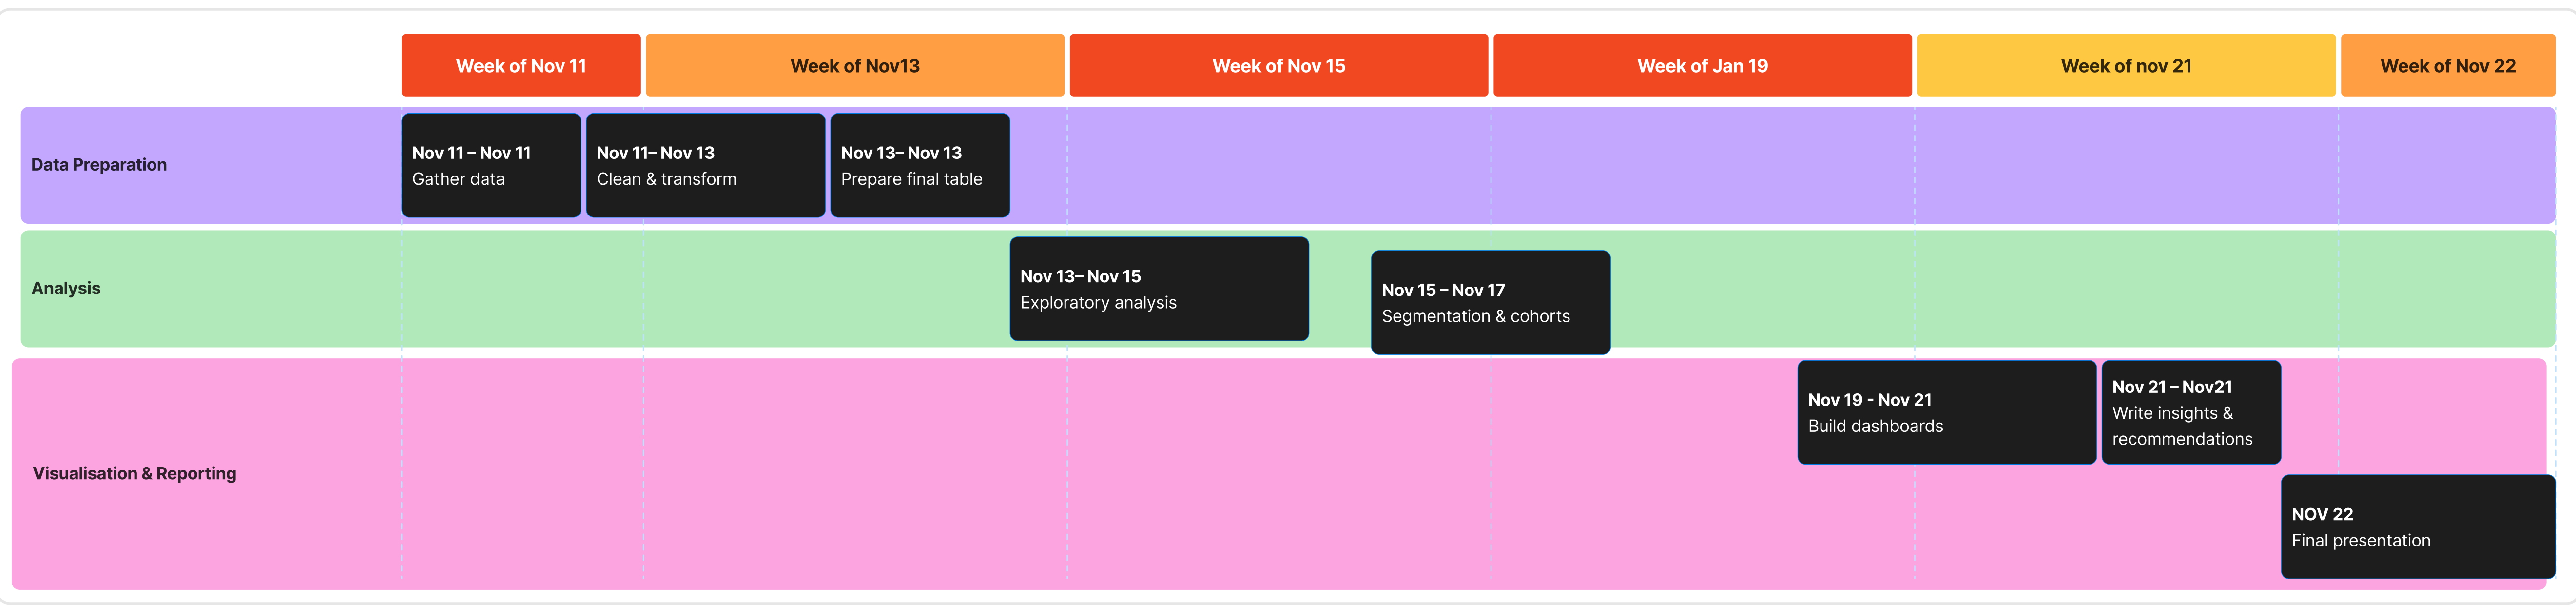 Week of Nov 11
Week of Nov13
Week of Nov 15
Week of Jan 19
Week of nov 21
Week of Nov 22
Data Preparation
Nov 11 – Nov 11
Gather data
Nov 11– Nov 13
Clean & transform
Nov 13– Nov 13
Prepare final table
Analysis
Nov 13– Nov 15
Exploratory analysis
Nov 15 – Nov 17
Segmentation & cohorts
Visualisation & Reporting
Nov 19 - Nov 21
Build dashboards
Nov 21 – Nov21
Write insights &
recommendations
NOV 22
Final presentation